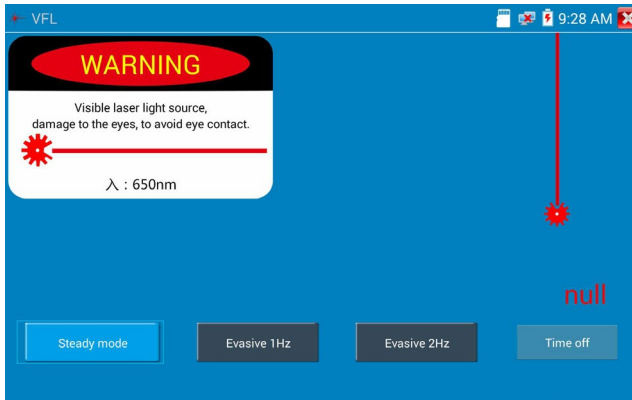 VFL
9:28 AM
WARNING
Visible laser light source,
damage to the eyes, to avoid eye contact.
入 : 650nm
null
Steady mode
Evasive 1Hz
Evasive 2Hz
Time off